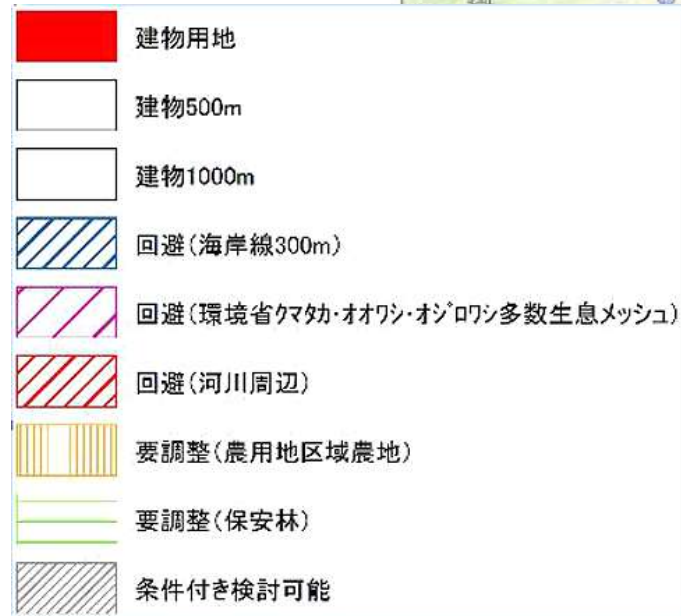 建物用地
建物500m
建物1000m
回避(海岸線300m)
回避(環境省クマタカ・オオワシ・オジロワシ多数生息メッシュ)
回避(河川周辺)
要調整(農用地区域農地)
要調整(保安林)
条件付き検討可能